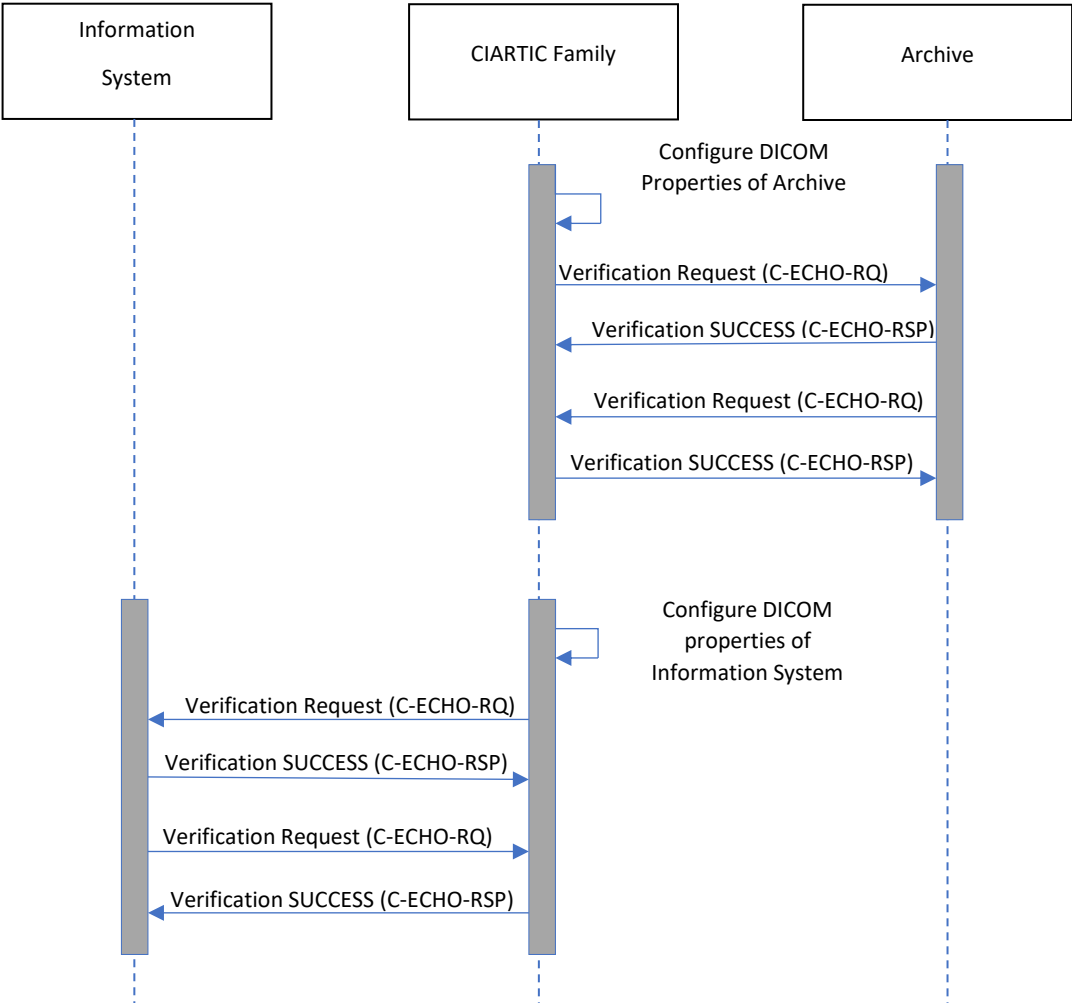 Information
System
CIARTIC Family
Archive
Configure DICOM
Properties of Archive
Verification Request (C-ECHO-RQ)
Verification SUCCESS (C-ECHO-RSP)
Verification Request (C-ECHO-RQ)
Verification SUCCESS (C-ECHO-RSP)
Configure DICOM
properties of
Information System
Verification Request (C-ECHO-RQ)
Verification SUCCESS (C-ECHO-RSP)
Verification Request (C-ECHO-RQ)
Verification SUCCESS (C-ECHO-RSP)